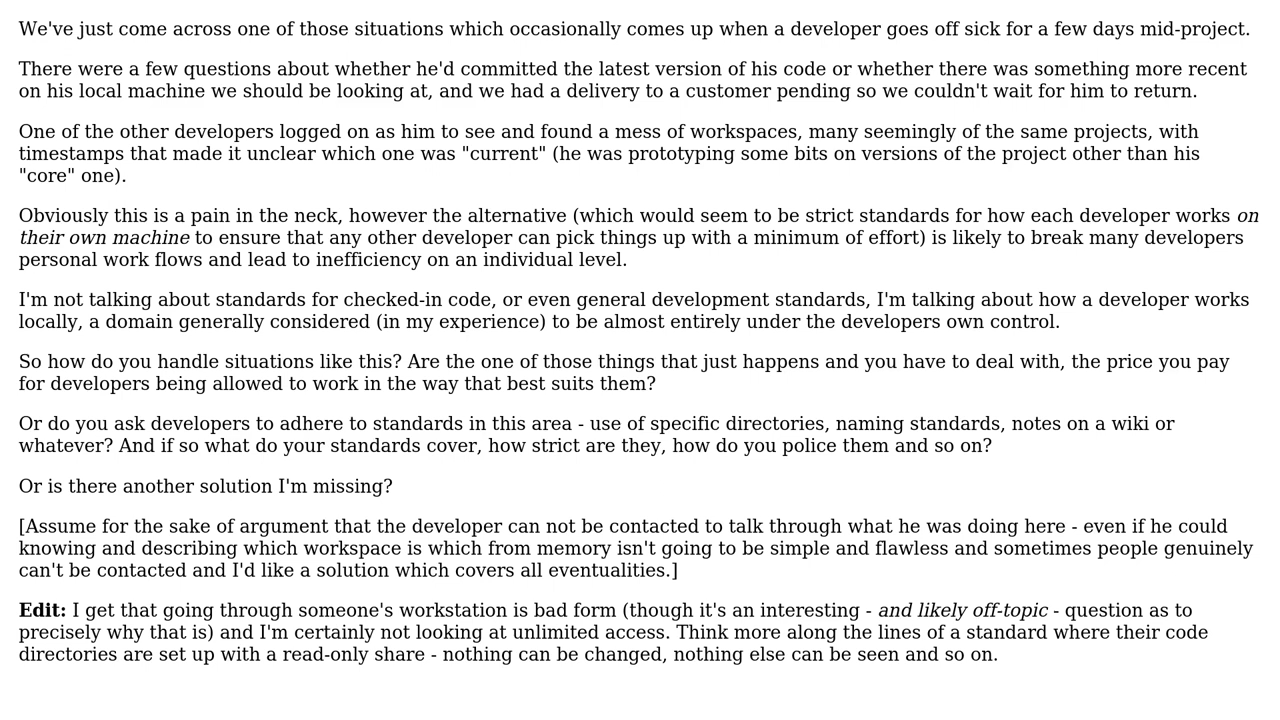 We've just come across one of those situations which occasionally comes up when a developer goes off sick for a few days mid-project.
There were a few questions about whether he'd committed the latest version of his code or whether there was something more recent
on his local machine we should be looking at, and we had a delivery to a customer pending so we couldn't wait for him to return.
One of the other developers logged on as him to see and found a mess of workspaces, many seemingly of the same projects, with
timestamps that made it unclear which one was "current" (he was prototyping some bits on versions of the project other than his
"core" one).
Obviously this is a pain in the neck, however the alternative (which would seem to be strict standards for how each developer works on
their own machine to ensure that any other developer can pick things up with a minimum of effort) is likely to break many developers
personal work flows and lead to inefficiency on an individual level.
I'm not talking about standards for checked-in code, or even general development standards, I'm talking about how a developer works
locally, a domain generally considered (in my experience) to be almost entirely under the developers own control.
So how do you handle situations like this? Are the one of those things that just happens and you have to deal with, the price you pay
for developers being allowed to work in the way that best suits them?
Or do you ask developers to adhere to standards in this area - use of specific directories, naming standards, notes on a wiki or
whatever? And if so what do your standards cover, how strict are they, how do you police them and so on?
Or is there another solution I'm missing?
[Assume for the sake of argument that the developer can not be contacted to talk through what he was doing here - even if he could
knowing and describing which workspace is which from memory isn't going to be simple and flawless and sometimes people genuinely
can't be contacted and I'd like a solution which covers all eventualities.]
Edit: I get that going through someone's workstation is bad form (though it's an interesting - and likely off-topic - question as to
precisely why that is) and I'm certainly not looking at unlimited access. Think more along the lines of a standard where their code
directories are set up with a read-only share - nothing can be changed, nothing else can be seen and so on.